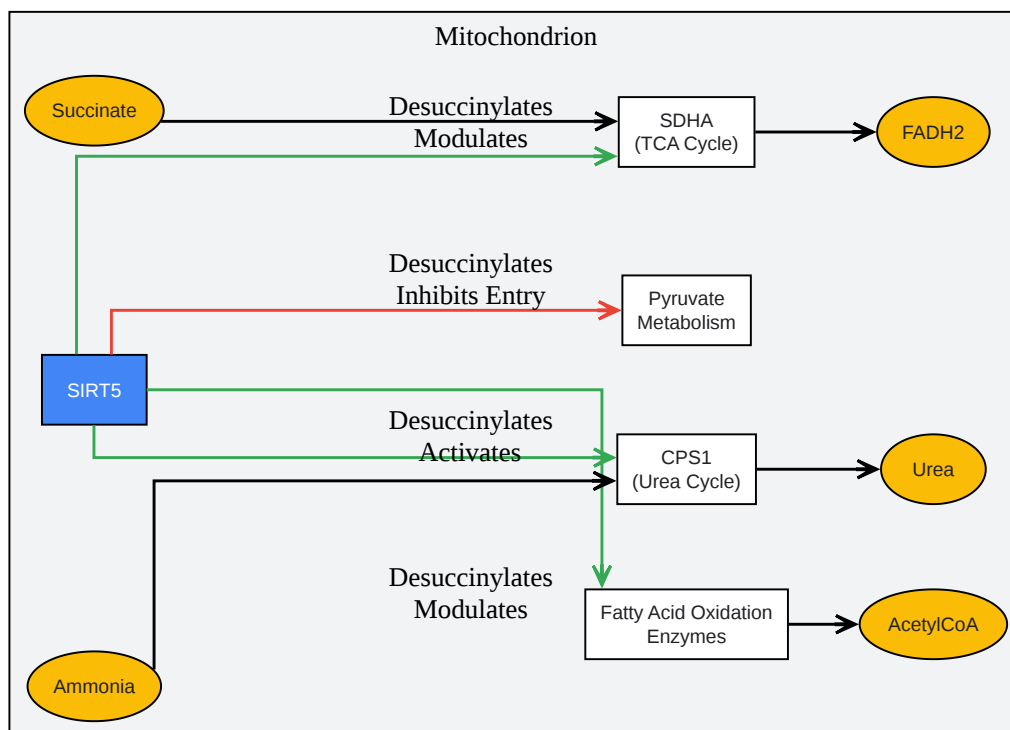 Mitochondrion
Succinate
Desuccinylates
Modulates
SDHA
(TCA Cycle)
FADH2
Desuccinylates
Inhibits Entry
Pyruvate
Metabolism
SIRT5
Desuccinylates
Activates
CPS1
(Urea Cycle)
Urea
Desuccinylates
Modulates
Fatty Acid Oxidation
Enzymes
AcetylCoA
Ammonia